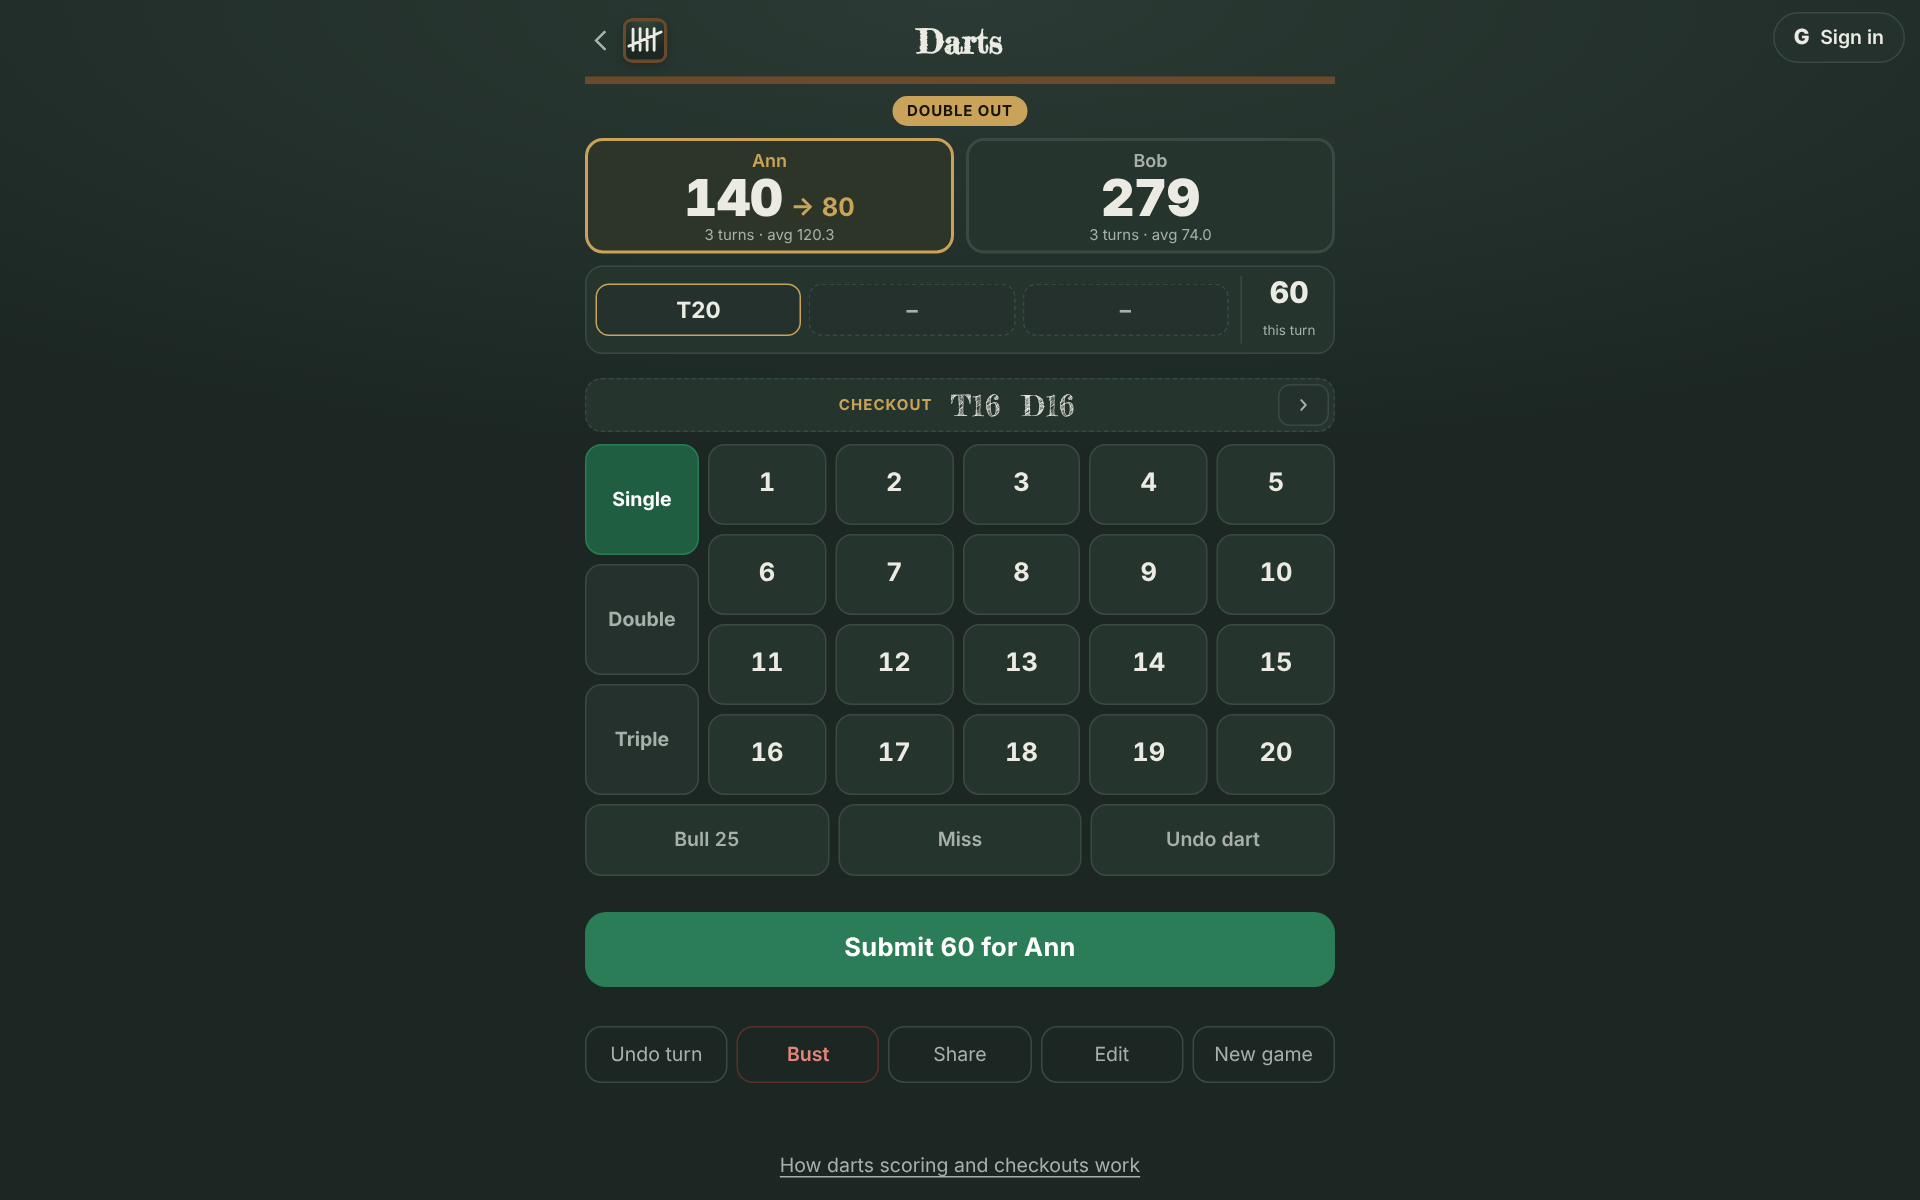 Darts
G Sign in
DOUBLE OUT
Ann
140 → 80
3 turns · avg 120.3
Bob
279
3 turns · avg 74.0
T20 – –
60
this turn
CHECKOUT T16 D16
Single
Double
Triple
1 2 3 4 5
6 7 8 9 10
11 12 13 14 15
16 17 18 19 20
Bull 25 Miss Undo dart
Submit 60 for Ann
Undo turn Bust Share Edit New game
How darts scoring and checkouts work